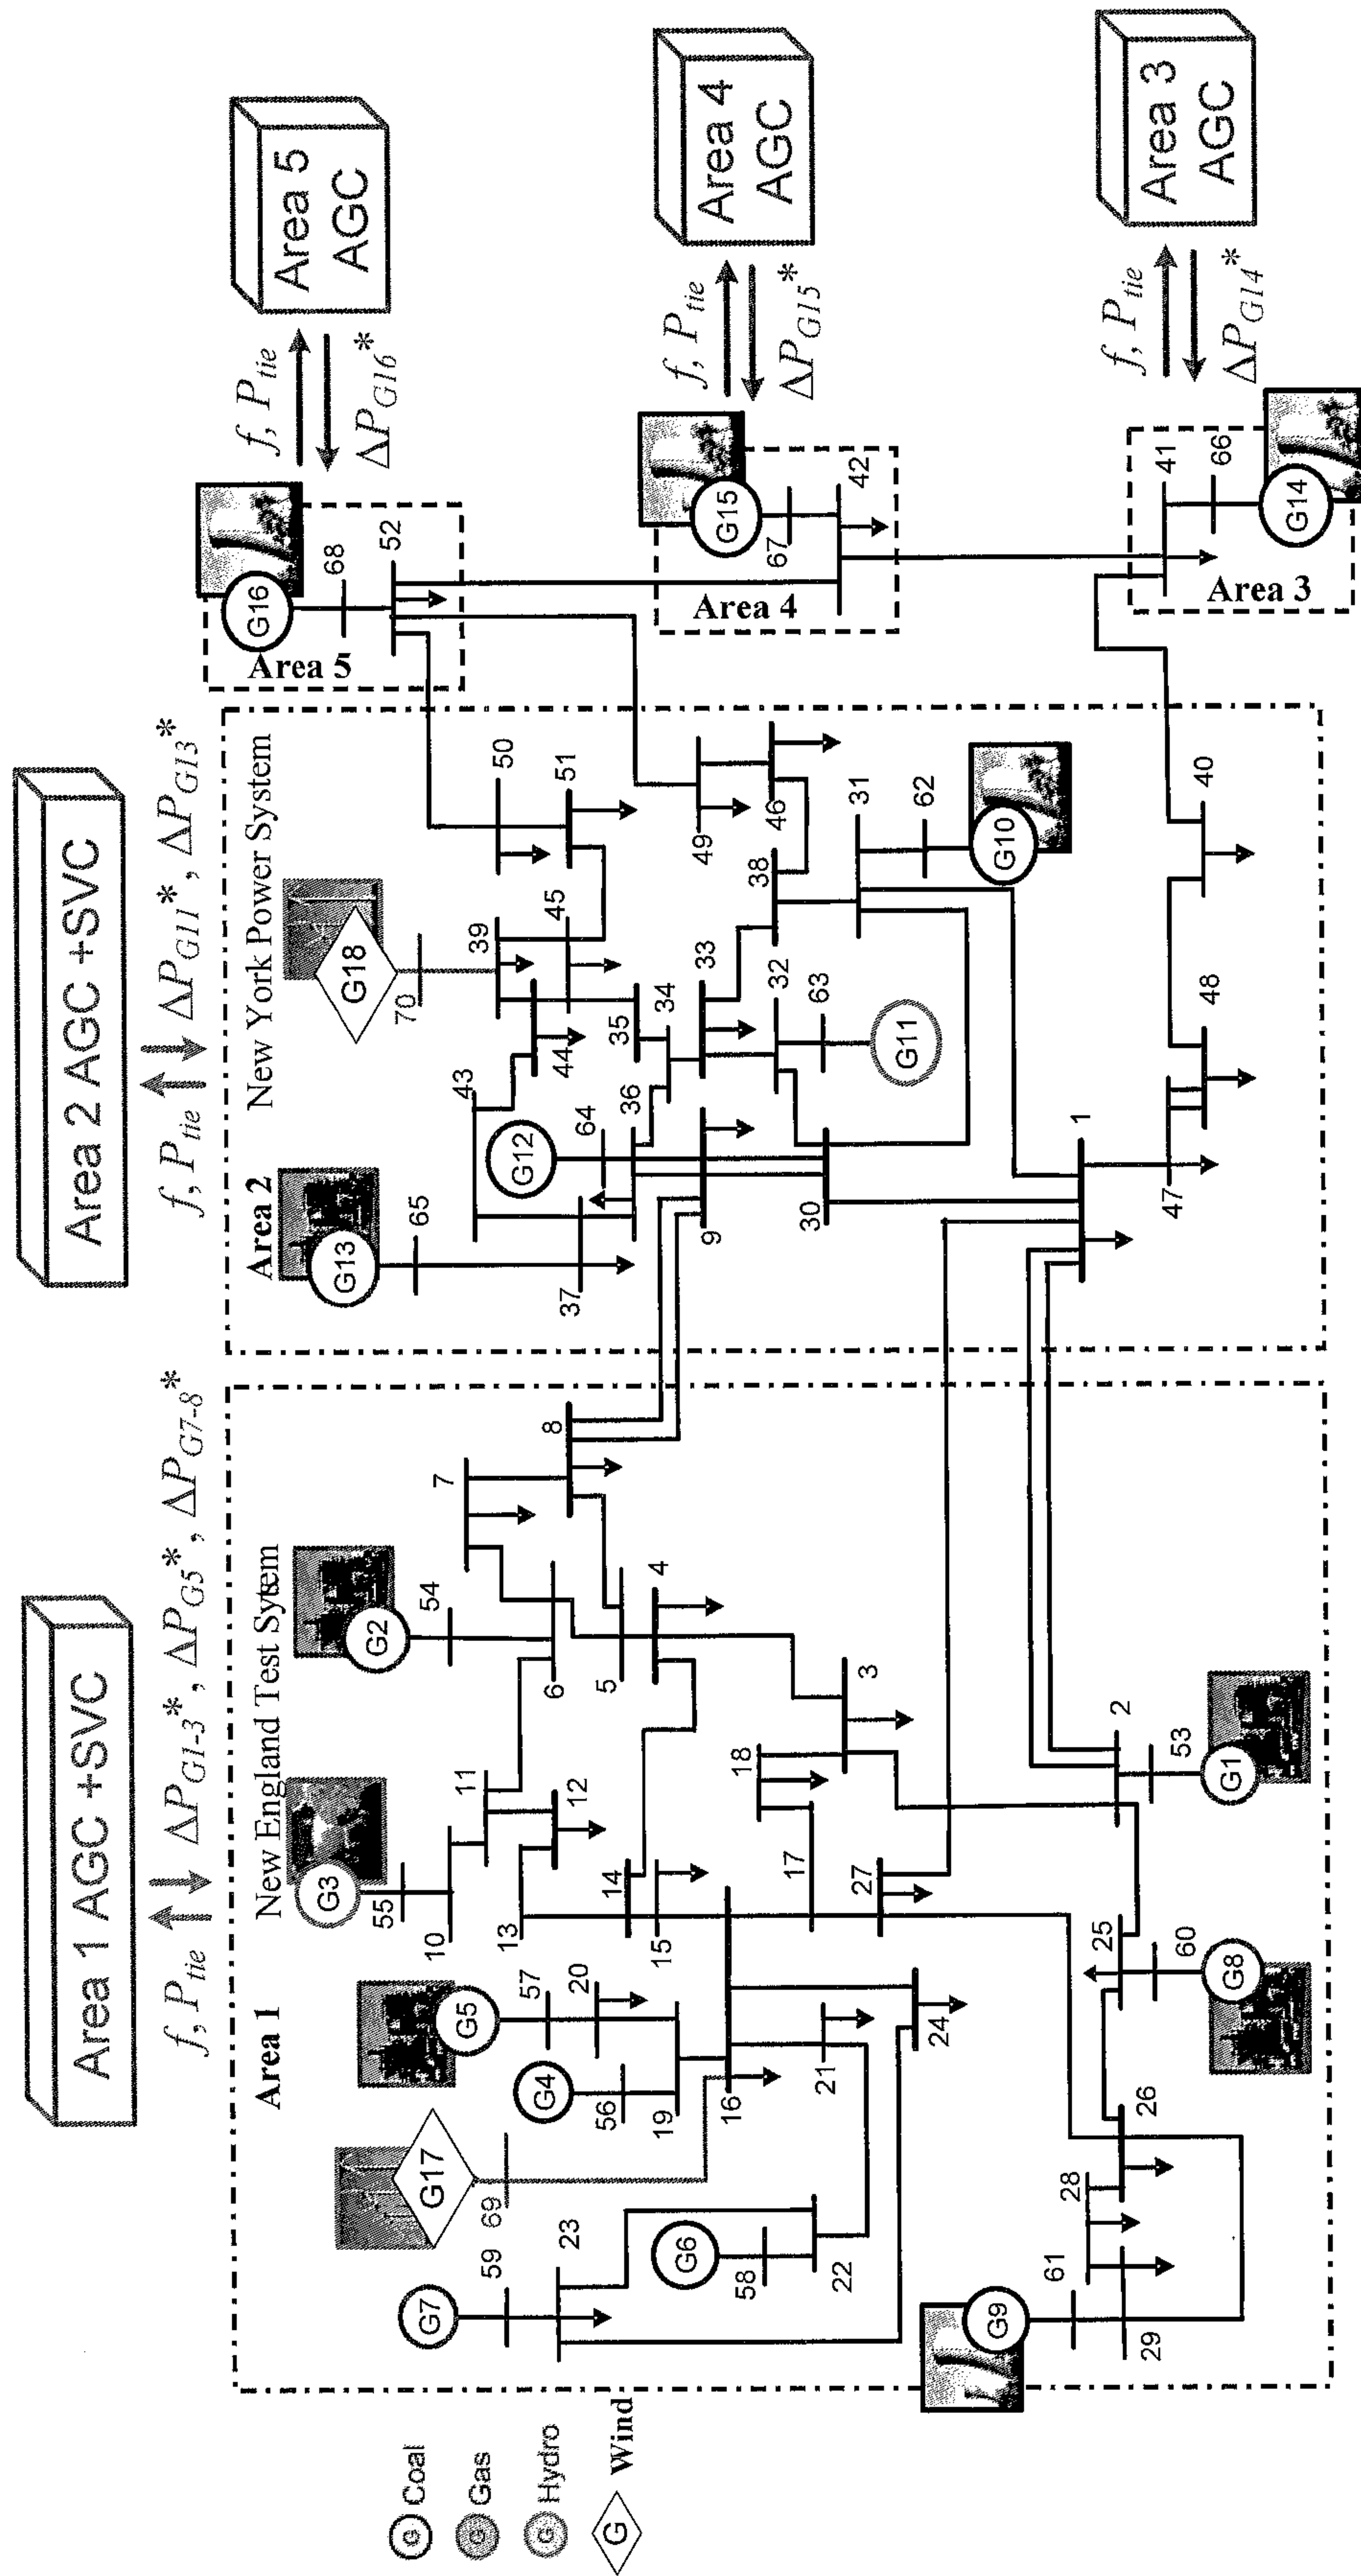 Area 1 AGC +SVC
Area 2 AGC +SVC
Area 5
AGC
Area 4
AGC
Area 3
AGC
f, P_tie
ΔP_G1-3*, ΔP_G5*, ΔP_G7-8*
f, P_tie
ΔP_G11*, ΔP_G13*
f, P_tie
ΔP_G16*
f, P_tie
ΔP_G15*
f, P_tie
ΔP_G14*
G Coal
G Gas
G Hydro
G Wind
Area 1
New England Test Sytem
G7
59
23
G17
69
G6
58
22
G5
57
20
G4
56
19
16
21
24
G3
55
10
11
12
13
14
15
17
18
27
G2
54
6
7
8
5
4
3
2
53
G1
25
60
G8
26
28
61
G9
29
Area 2
New York Power System
G13
65
37
43
G12
64
36
9
30
G18
70
39
44
45
35
34
33
32
63
G11
50
51
49
46
38
31
62
G10
1
47
48
40
G16
68
52
Area 5
G15
67
42
Area 4
41
66
G14
Area 3